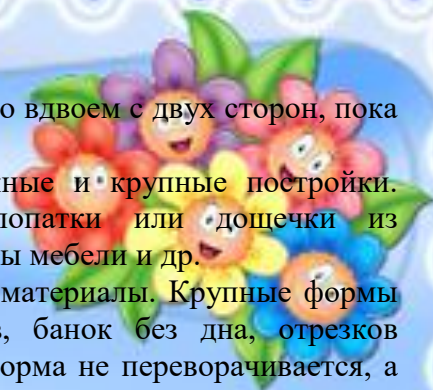 о вдвоем с двух сторон, пока
ные и крупные постройки.
лопатки или дощечки из
ы мебели и др.
материалы. Крупные формы
, банок без дна, отрезков
орма не переворачивается, а